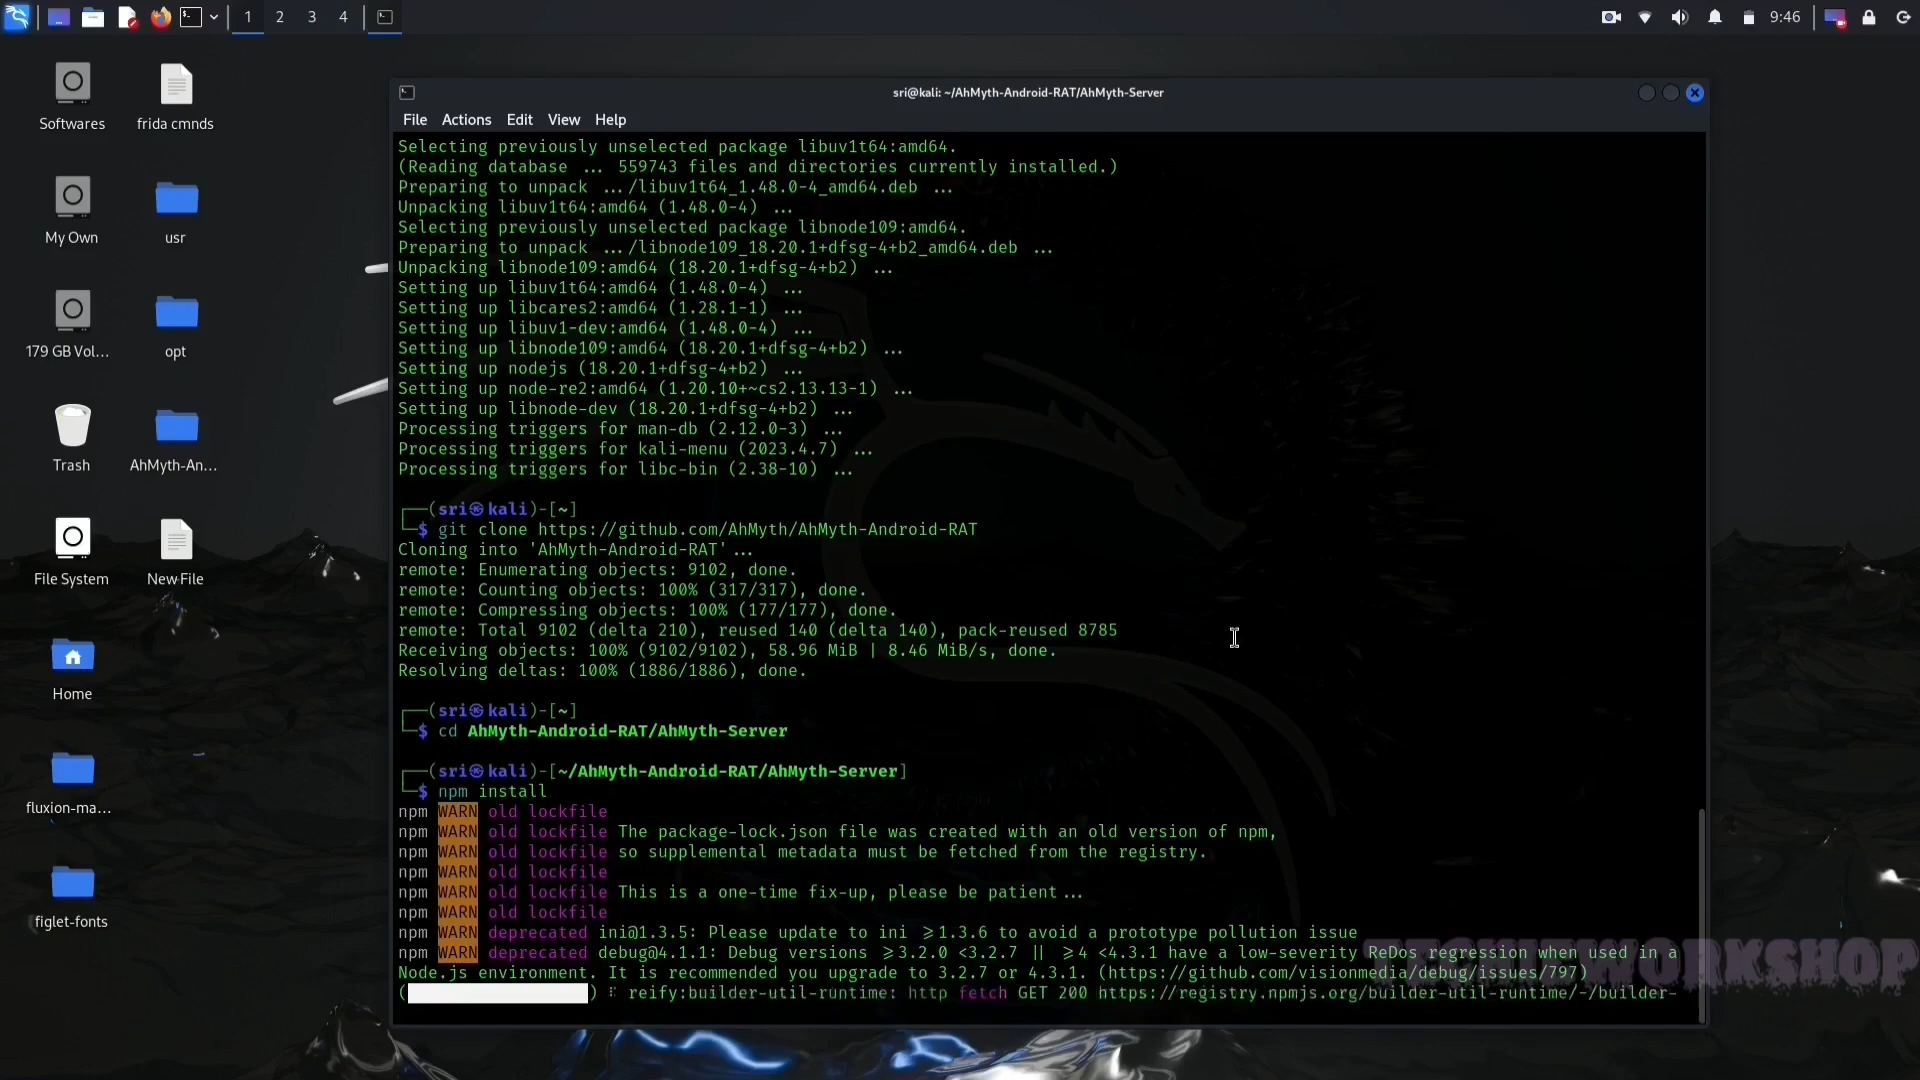 1 2 3 4
9:46
Softwares
frida cmnds
My Own
usr
179 GB Vol...
opt
Trash
AhMyth-An...
File System
New File
Home
fluxion-ma...
figlet-fonts
sri@kali: ~/AhMyth-Android-RAT/AhMyth-Server
File Actions Edit View Help
Selecting previously unselected package libuv1t64:amd64.
(Reading database ... 559743 files and directories currently installed.)
Preparing to unpack .../libuv1t64_1.48.0-4_amd64.deb ...
Unpacking libuv1t64:amd64 (1.48.0-4) ...
Selecting previously unselected package libnode109:amd64.
Preparing to unpack .../libnode109_18.20.1+dfsg-4+b2_amd64.deb ...
Unpacking libnode109:amd64 (18.20.1+dfsg-4+b2) ...
Setting up libuv1t64:amd64 (1.48.0-4) ...
Setting up libcares2:amd64 (1.28.1-1) ...
Setting up libuv1-dev:amd64 (1.48.0-4) ...
Setting up libnode109:amd64 (18.20.1+dfsg-4+b2) ...
Setting up nodejs (18.20.1+dfsg-4+b2) ...
Setting up node-re2:amd64 (1.20.10+~cs2.13.13-1) ...
Setting up libnode-dev (18.20.1+dfsg-4+b2) ...
Processing triggers for man-db (2.12.0-3) ...
Processing triggers for kali-menu (2023.4.7) ...
Processing triggers for libc-bin (2.38-10) ...
┌──(sri㉿kali)-[~]
└─$ git clone https://github.com/AhMyth/AhMyth-Android-RAT
Cloning into 'AhMyth-Android-RAT'...
remote: Enumerating objects: 9102, done.
remote: Counting objects: 100% (317/317), done.
remote: Compressing objects: 100% (177/177), done.
remote: Total 9102 (delta 210), reused 140 (delta 140), pack-reused 8785
Receiving objects: 100% (9102/9102), 58.96 MiB | 8.46 MiB/s, done.
Resolving deltas: 100% (1886/1886), done.
┌──(sri㉿kali)-[~]
└─$ cd AhMyth-Android-RAT/AhMyth-Server
┌──(sri㉿kali)-[~/AhMyth-Android-RAT/AhMyth-Server]
└─$ npm install
npm WARN old lockfile
npm WARN old lockfile The package-lock.json file was created with an old version of npm,
npm WARN old lockfile so supplemental metadata must be fetched from the registry.
npm WARN old lockfile
npm WARN old lockfile This is a one-time fix-up, please be patient...
npm WARN old lockfile
npm WARN deprecated ini@1.3.5: Please update to ini >=1.3.6 to avoid a prototype pollution issue
npm WARN deprecated debug@4.1.1: Debug versions >=3.2.0 <3.2.7 || >=4 <4.3.1 have a low-severity ReDos regression when used in a
Node.js environment. It is recommended you upgrade to 3.2.7 or 4.3.1. (https://github.com/visionmedia/debug/issues/797)
( ) ⠏ reify:builder-util-runtime: http fetch GET 200 https://registry.npmjs.org/builder-util-runtime/-/builder-